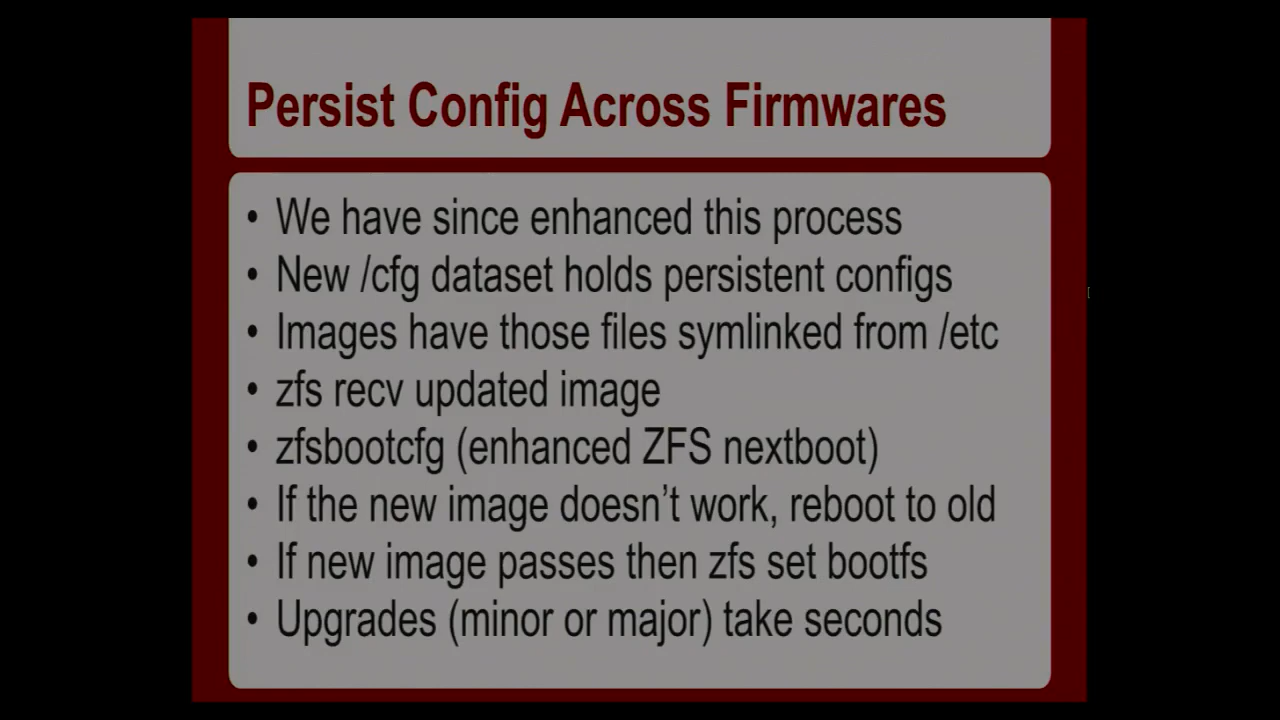 Persist Config Across Firmwares
• We have since enhanced this process
• New /cfg dataset holds persistent configs
• Images have those files symlinked from /etc
• zfs recv updated image
• zfsbootcfg (enhanced ZFS nextboot)
• If the new image doesn’t work, reboot to old
• If new image passes then zfs set bootfs
• Upgrades (minor or major) take seconds